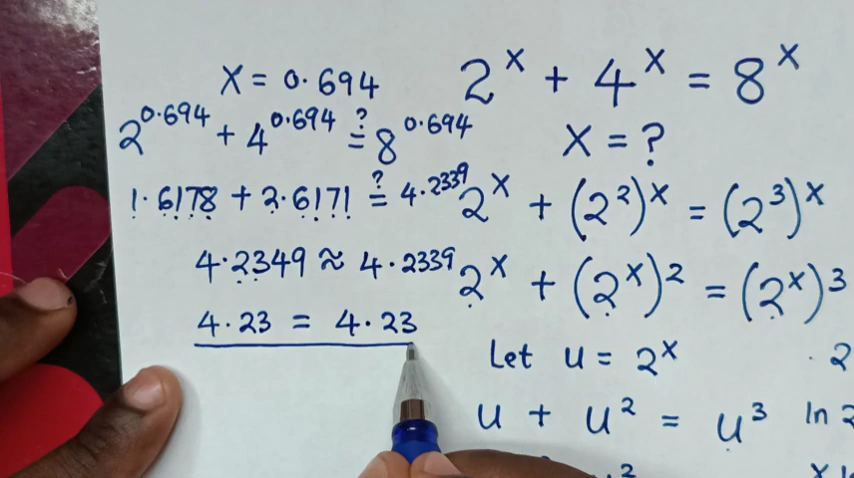 2^x + 4^x = 8^x
x = ?
2^x + (2^2)^x = (2^3)^x
2^x + (2^x)^2 = (2^x)^3
Let u = 2^x
u + u^2 = u^3
x = 0.694
2^0.694 + 4^0.694 ?= 8^0.694
1.6178 + 2.6171 ?= 4.2339
4.2349 ≈ 4.2339
4.23 = 4.23